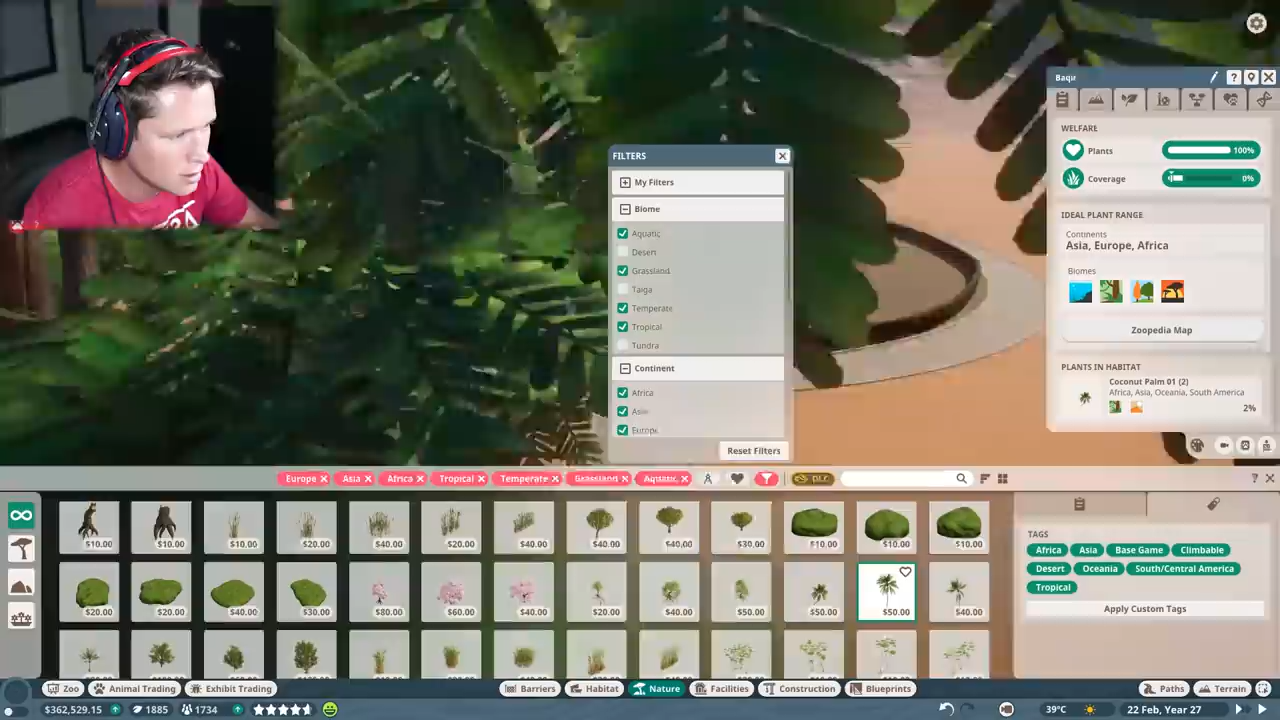 Baqir
WELFARE
Plants 100%
Coverage 0%
IDEAL PLANT RANGE
Continents
Asia, Europe, Africa
Biomes
Zoopedia Map
PLANTS IN HABITAT
Coconut Palm 01 (2)
Africa, Asia, Oceania, South America
2%
FILTERS
My Filters
Biome
Aquatic
Desert
Grassland
Taiga
Temperate
Tropical
Tundra
Continent
Africa
Asia
Europe
Reset Filters
Europe Asia Africa Tropical Temperate Grassland Aquatic DLC
$10.00 $10.00 $10.00 $20.00 $40.00 $20.00 $40.00 $40.00 $40.00 $30.00 $10.00 $10.00 $10.00
$20.00 $20.00 $40.00 $30.00 $80.00 $60.00 $40.00 $20.00 $40.00 $50.00 $50.00 $50.00 $40.00
TAGS
Africa Asia Base Game Climbable
Desert Oceania South/Central America
Tropical
Apply Custom Tags
Zoo Animal Trading Exhibit Trading Barriers Habitat Nature Facilities Construction Blueprints Paths Terrain
$362,529.15 1885 1734 39°C 22 Feb, Year 27